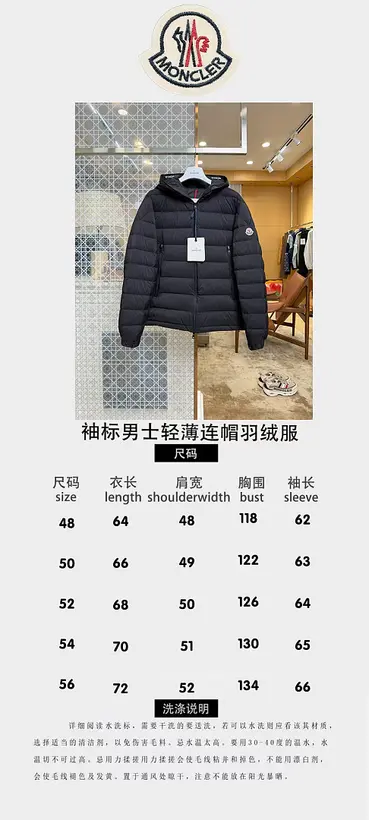 MONCLER
袖标男士轻薄连帽羽绒服
尺码
尺码 衣长 肩宽 胸围 袖长
size length shoulderwidth bust sleeve
48 64 48 118 62
50 66 49 122 63
52 68 50 126 64
54 70 51 130 65
56 72 52 134 66
洗涤说明
详细阅读水洗标，需要干洗的要送洗，若可以水洗则应看该其材质，
选择适当的清洁剂，以免伤害毛料。总水温太高。要用30-40度的温水，水
温切不可过高。总用力揉搓用力揉搓会使毛线粘并和掉色，不能用漂白剂，
会使毛线褪色及发黄。置于通风处晾干，注意不能放在阳光暴晒。